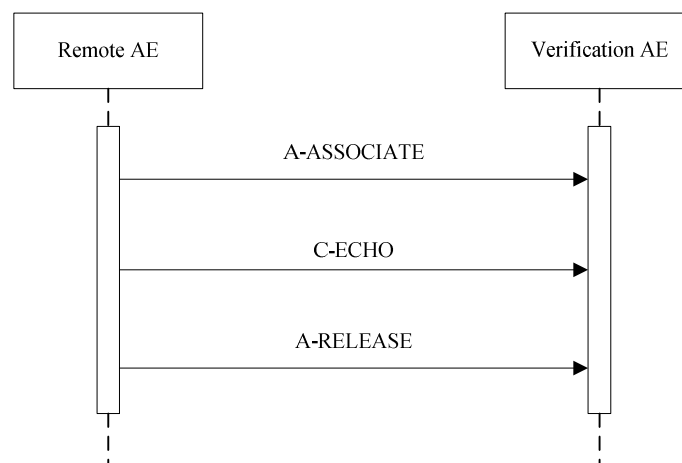 Remote AE
Verification AE
A-ASSOCIATE
C-ECHO
A-RELEASE